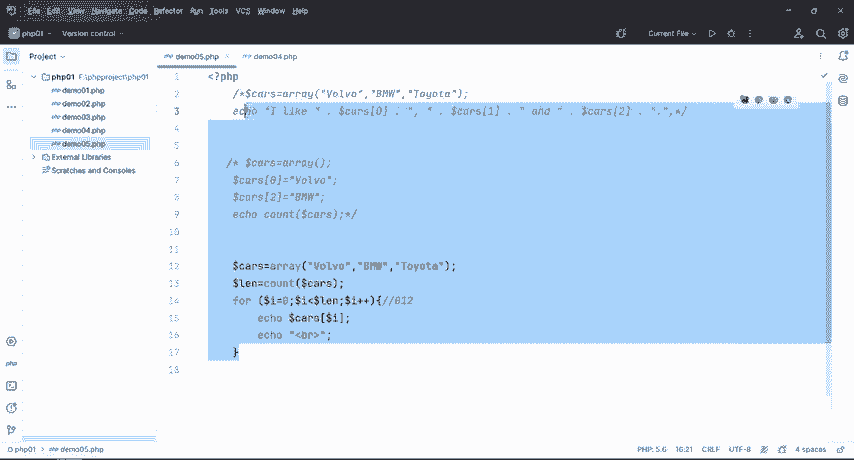 File Edit View Navigate Code Refactor Run Tools VCS Window Help
php01 Version control Current File
Project
demo05.php demo04.php
php01 E:\phpproject\php01
demo01.php
demo02.php
demo03.php
demo04.php
demo05.php
External Libraries
Scratches and Consoles
1 <?php
2 /*$cars=array("Volvo","BMW","Toyota");
3 echo "I like " . $cars[0] . ", " . $cars[1] . " and " . $cars[2] . ".";*/
4
5
6 /* $cars=array();
7 $cars[0]="Volvo";
8 $cars[2]="BMW";
9 echo count($cars);*/
10
11
12 $cars=array("Volvo","BMW","Toyota");
13 $len=count($cars);
14 for ($i=0;$i<$len;$i++){//012
15 echo $cars[$i];
16 echo "<br>";
17 }
18
php
php01 > demo05.php
PHP: 5.6 16:21 CRLF UTF-8 4 spaces